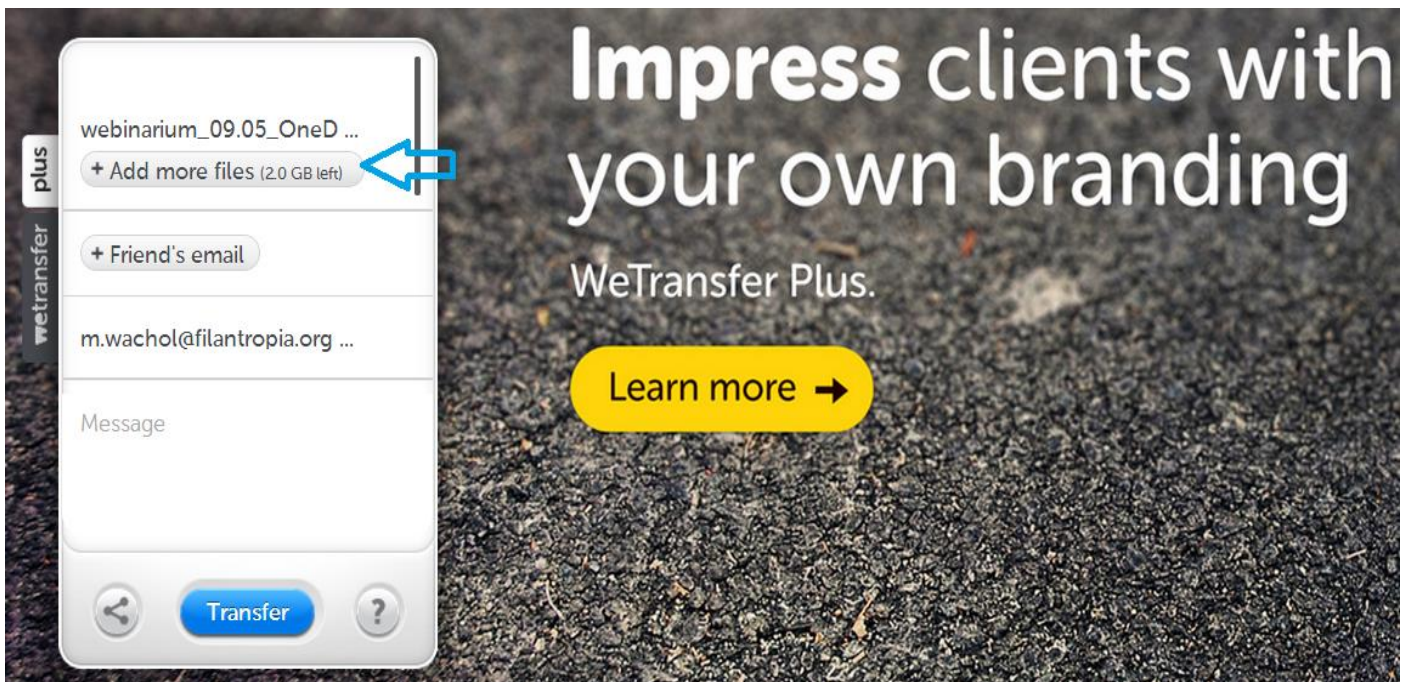 plus
wetransfer
webinarium_09.05_OneD ...
+ Add more files (2.0 GB left)
+ Friend's email
m.wachol@filantropia.org ...
Message
Transfer
?
Impress clients with
your own branding
WeTransfer Plus.
Learn more →